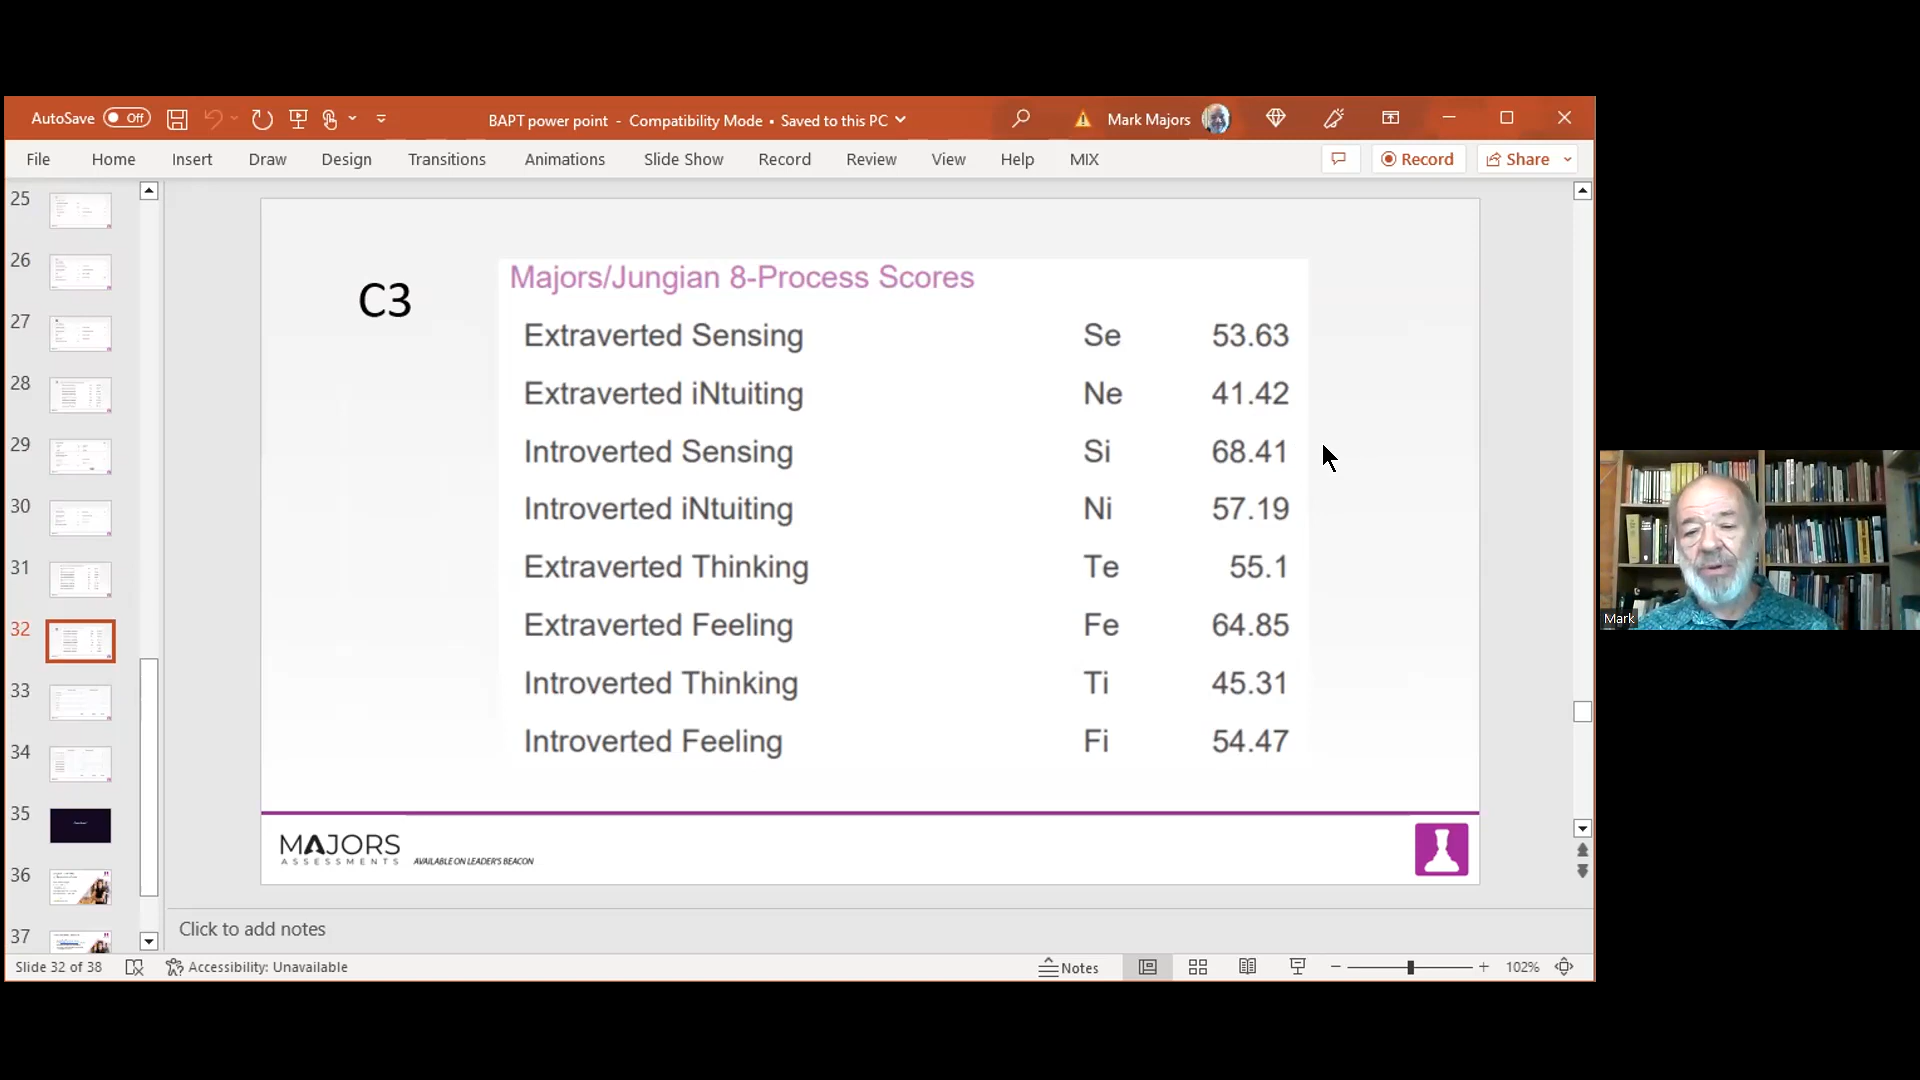 AutoSave Off BAPT power point - Compatibility Mode • Saved to this PC Mark Majors
File Home Insert Draw Design Transitions Animations Slide Show Record Review View Help MIX Record Share
25
26
27
28
29
30
31
32
33
34
35
36
37
C3
Majors/Jungian 8-Process Scores
Extraverted Sensing Se 53.63
Extraverted iNtuiting Ne 41.42
Introverted Sensing Si 68.41
Introverted iNtuiting Ni 57.19
Extraverted Thinking Te 55.1
Extraverted Feeling Fe 64.85
Introverted Thinking Ti 45.31
Introverted Feeling Fi 54.47
MAJORS
ASSESSMENTS AVAILABLE ON LEADER'S BEACON
Click to add notes
Slide 32 of 38 Accessibility: Unavailable Notes 102%
Mark